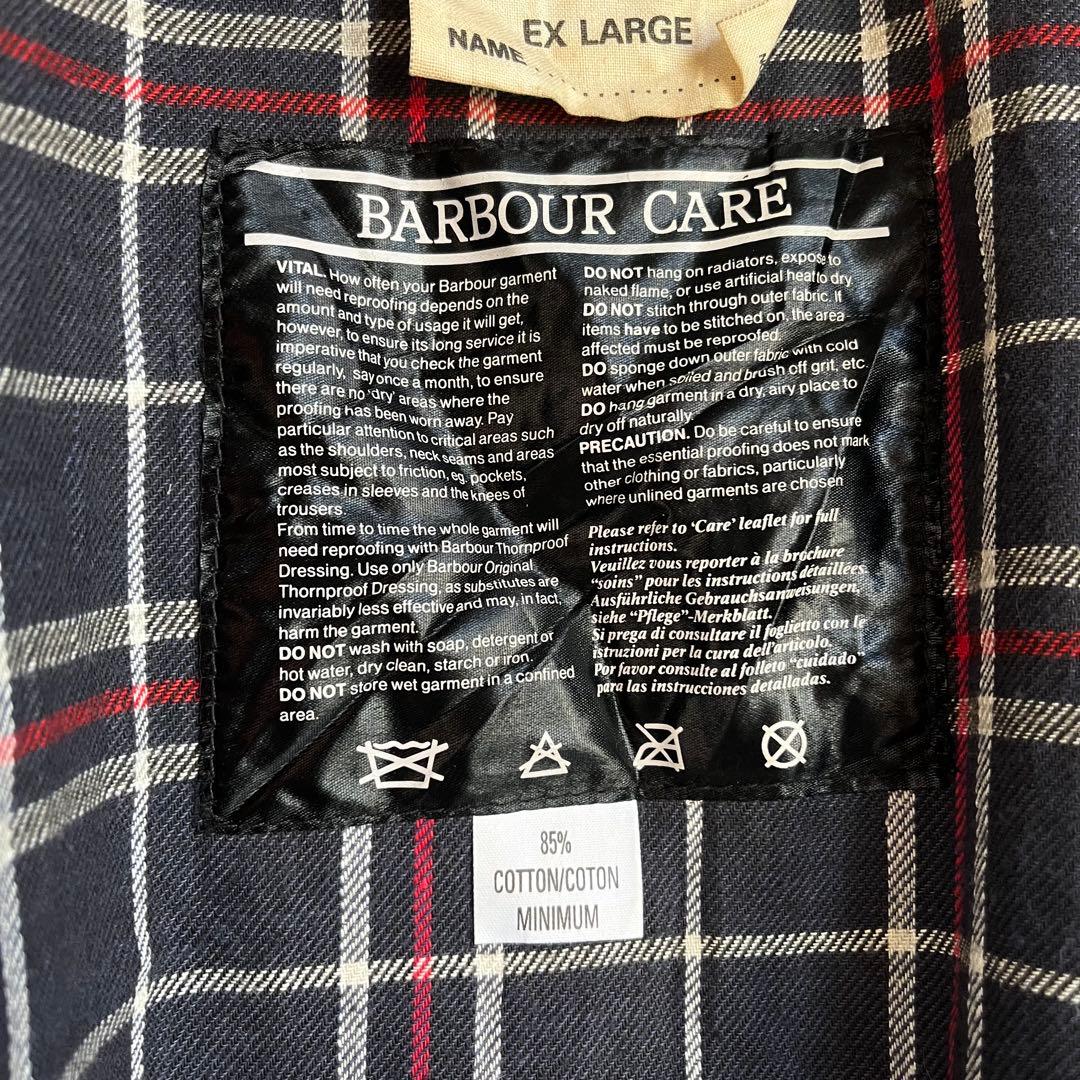 EX LARGE
NAME
BARBOUR CARE
VITAL. How often your Barbour garment
will need reproofing depends on the
amount and type of usage it will get,
however, to ensure its long service it is
imperative that you check the garment
regularly, say once a month, to ensure
there are no 'dry' areas where the
proofing has been worn away. Pay
particular attention to critical areas such
as the shoulders, neck seams and areas
most subject to friction, eg. pockets,
creases in sleeves and the knees of
trousers.
From time to time the whole garment will
need reproofing with Barbour Thornproof
Dressing. Use only Barbour Original
Thornproof Dressing, as substitutes are
invariably less effective and may, in fact,
harm the garment.
DO NOT wash with soap, detergent or
hot water, dry clean, starch or iron.
DO NOT store wet garment in a confined
area.
DO NOT hang on radiators, expose to
naked flame, or use artificial heat to dry.
DO NOT stitch through outer fabric. If
items have to be stitched on, the area
affected must be reproofed.
DO sponge down outer fabric with cold
water when soiled and brush off grit, etc.
DO hang garment in a dry, airy place to
dry off naturally.
PRECAUTION. Do be careful to ensure
that the essential proofing does not mark
other clothing or fabrics, particularly
where unlined garments are chosen
Please refer to 'Care' leaflet for full
instructions.
Veuillez vous reporter à la brochure
"soins" pour les instructions détaillées.
Ausführliche Gebrauchsanweisungen,
siehe "Pflege"-Merkblatt.
Si prega di consultare il foglietto con le
istruzioni per la cura dell'articolo.
Por favor consulte al folleto "cuidado"
para las instrucciones detalladas.
85%
COTTON/COTON
MINIMUM